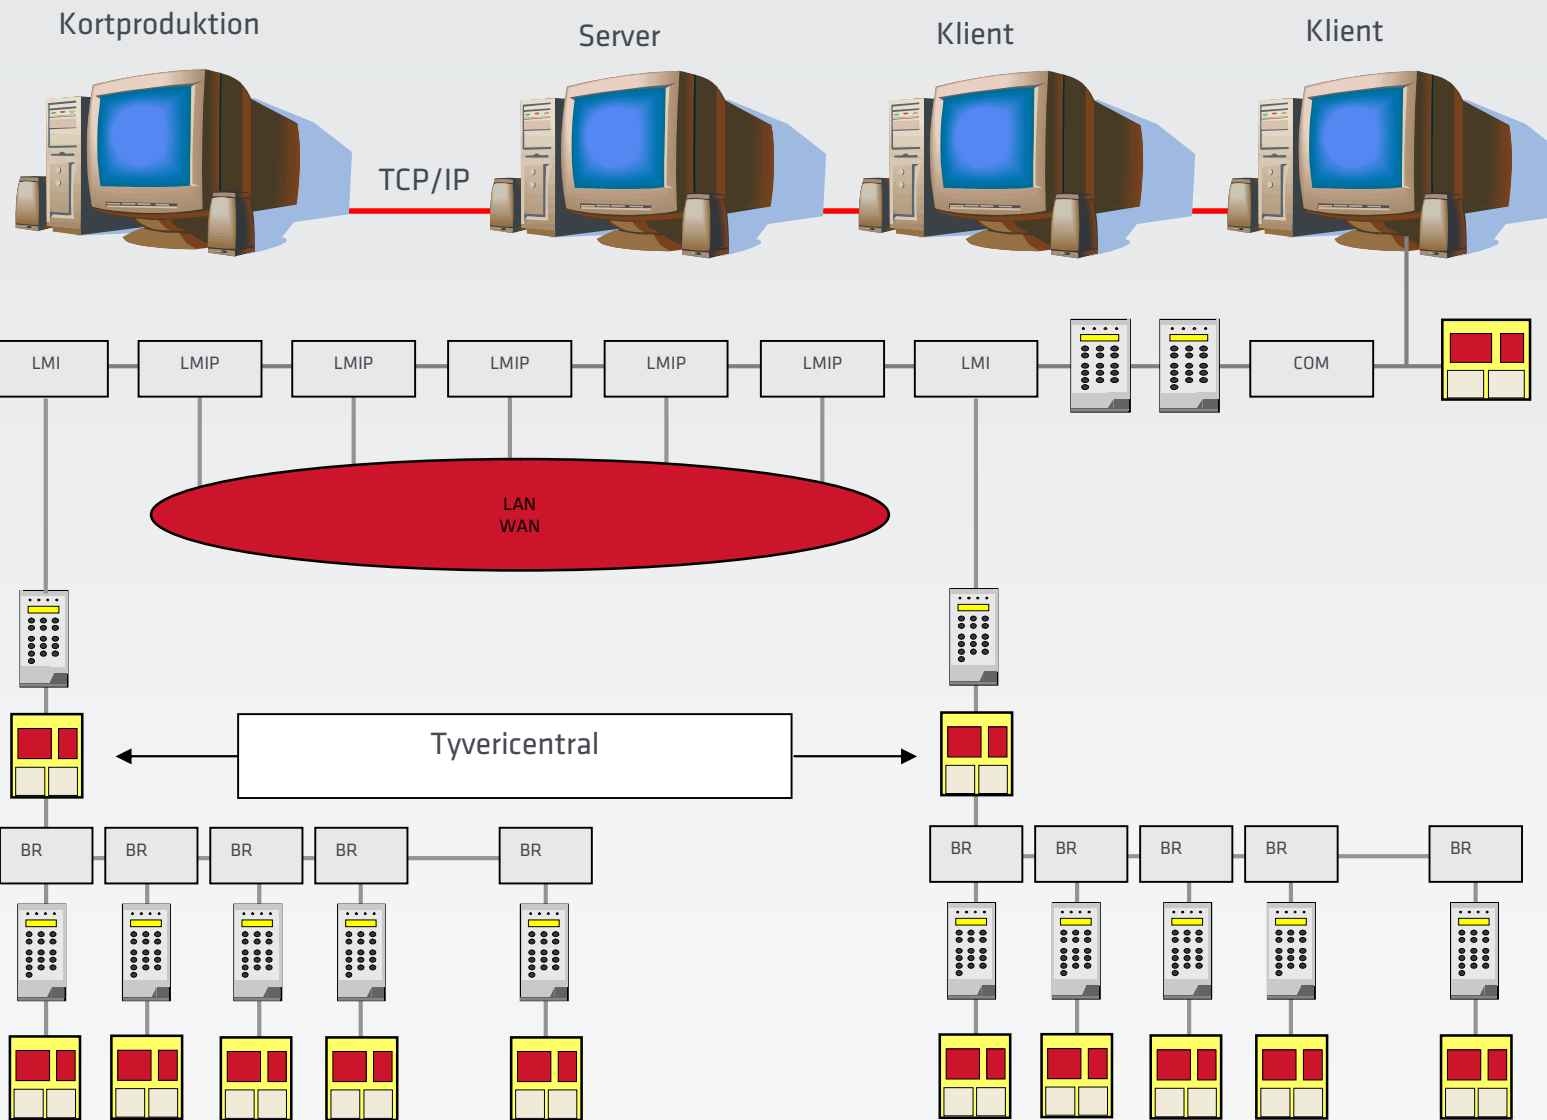 Kortproduktion
Server
Klient
Klient
TCP/IP
LMI
LMIP
LMIP
LMIP
LMIP
LMIP
LMI
COM
LAN
WAN
Tyvericentral
BR
BR
BR
BR
BR
BR
BR
BR
BR
BR